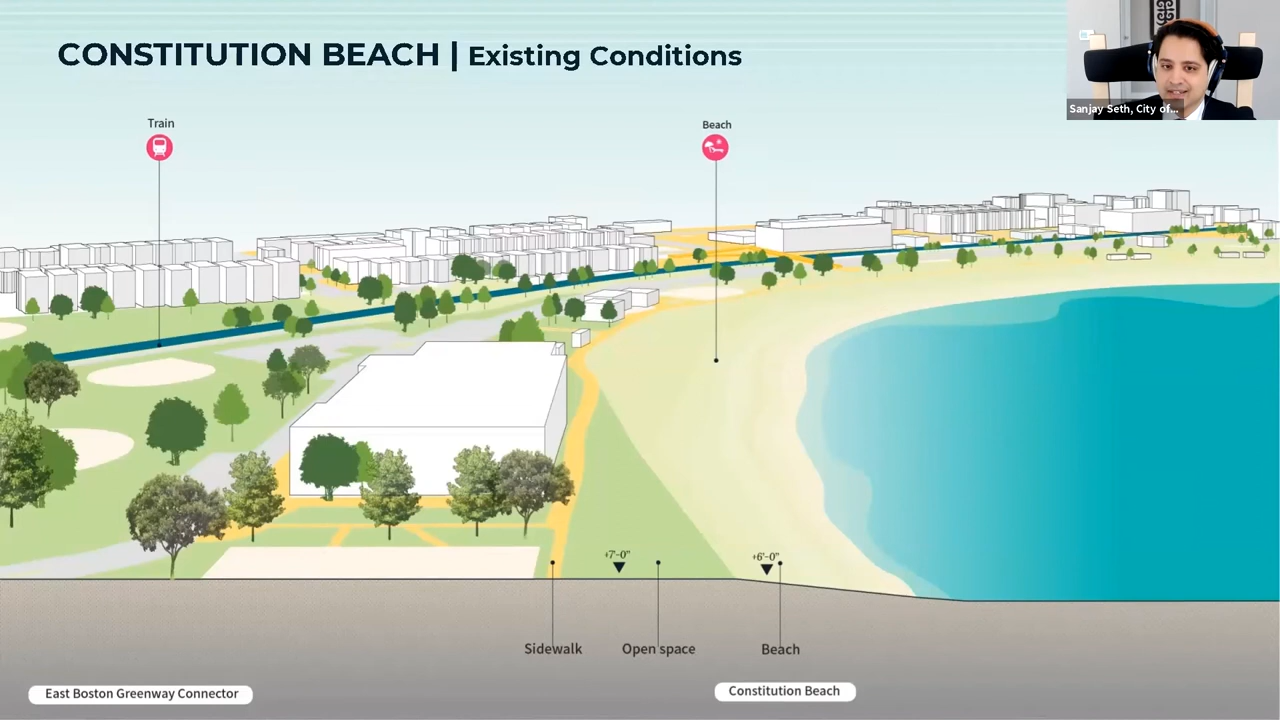 CONSTITUTION BEACH | Existing Conditions
Sanjay Seth, City of...
Train
Beach
+7'-0"
+6'-0"
Sidewalk
Open space
Beach
East Boston Greenway Connector
Constitution Beach